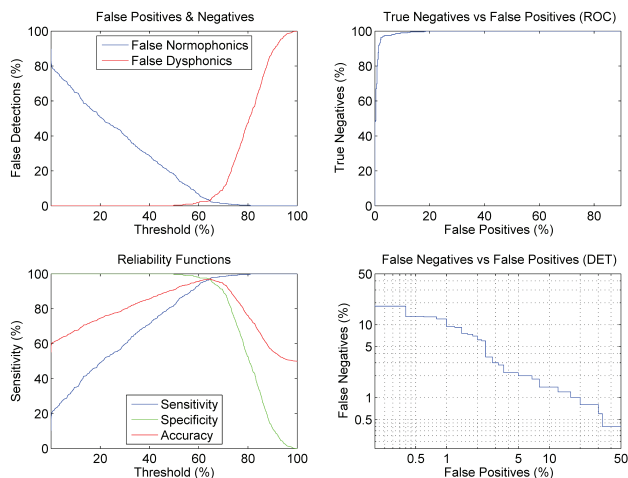 False Positives & Negatives
100
80
60
40
20
0
20 40 60 80 100
False Detections (%)
Threshold (%)
False Normophonics
False Dysphonics
True Negatives vs False Positives (ROC)
100
80
60
40
20
0
0 20 40 60 80
True Negatives (%)
False Positives (%)
Reliability Functions
100
80
60
40
20
0
20 40 60 80 100
Sensitivity (%)
Threshold (%)
Sensitivity
Specificity
Accuracy
False Negatives vs False Positives (DET)
50
10
5
1
0.5
0.5 1 5 10 50
False Negatives (%)
False Positives (%)